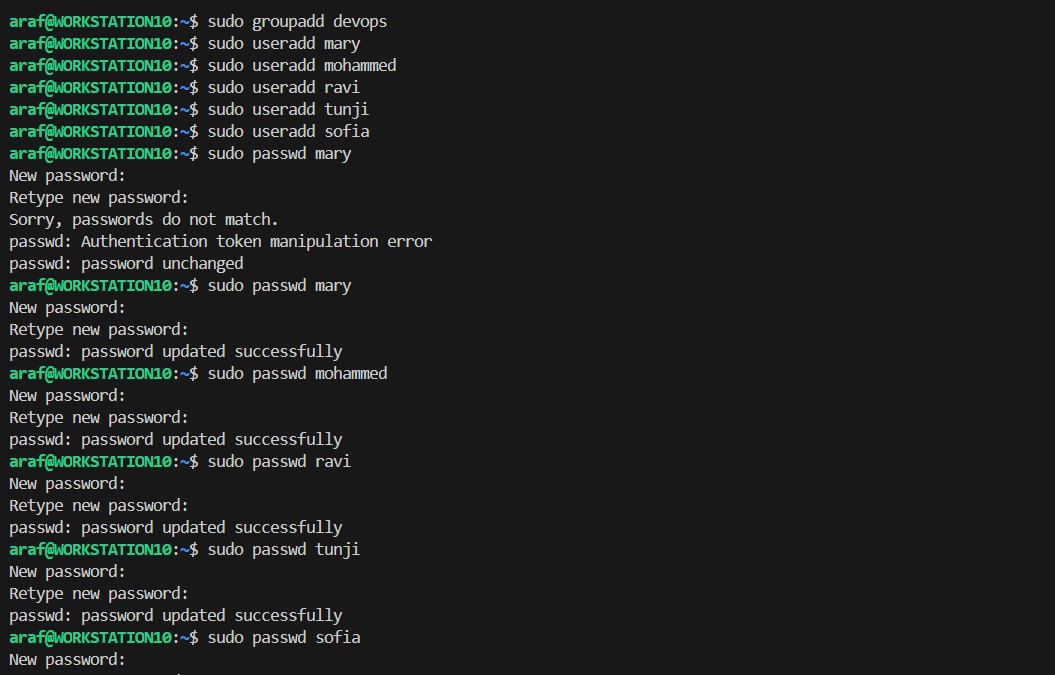 araf@WORKSTATION10:~$ sudo groupadd devops
araf@WORKSTATION10:~$ sudo useradd mary
araf@WORKSTATION10:~$ sudo useradd mohammed
araf@WORKSTATION10:~$ sudo useradd ravi
araf@WORKSTATION10:~$ sudo useradd tunji
araf@WORKSTATION10:~$ sudo useradd sofia
araf@WORKSTATION10:~$ sudo passwd mary
New password:
Retype new password:
Sorry, passwords do not match.
passwd: Authentication token manipulation error
passwd: password unchanged
araf@WORKSTATION10:~$ sudo passwd mary
New password:
Retype new password:
passwd: password updated successfully
araf@WORKSTATION10:~$ sudo passwd mohammed
New password:
Retype new password:
passwd: password updated successfully
araf@WORKSTATION10:~$ sudo passwd ravi
New password:
Retype new password:
passwd: password updated successfully
araf@WORKSTATION10:~$ sudo passwd tunji
New password:
Retype new password:
passwd: password updated successfully
araf@WORKSTATION10:~$ sudo passwd sofia
New password: